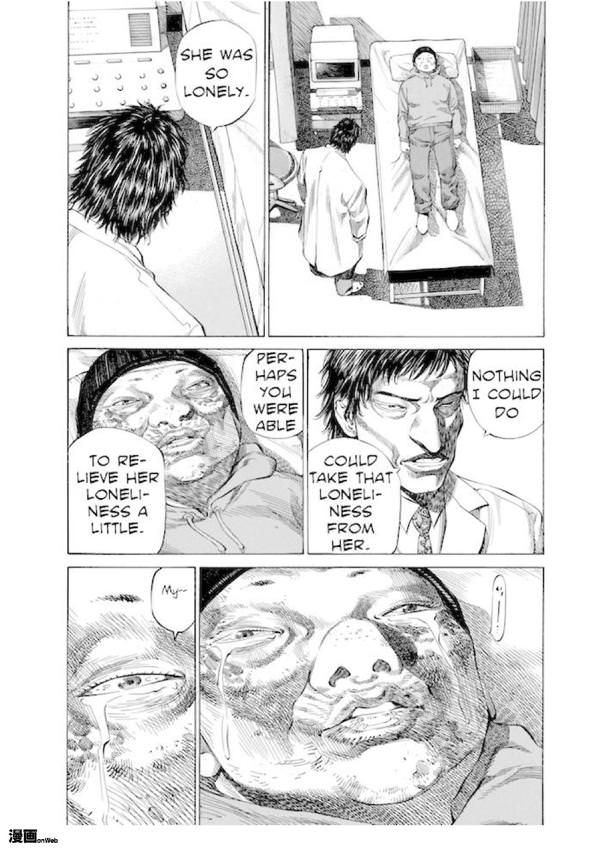 SHE WAS
SO
LONELY.
NOTHING
I COULD
DO
COULD
TAKE THAT
LONELI-
NESS
FROM
HER.
PER-
HAPS
YOU
WERE
ABLE
TO RE-
LIEVE HER
LONELI-
NESS A
LITTLE.
My~
漫画onWeb